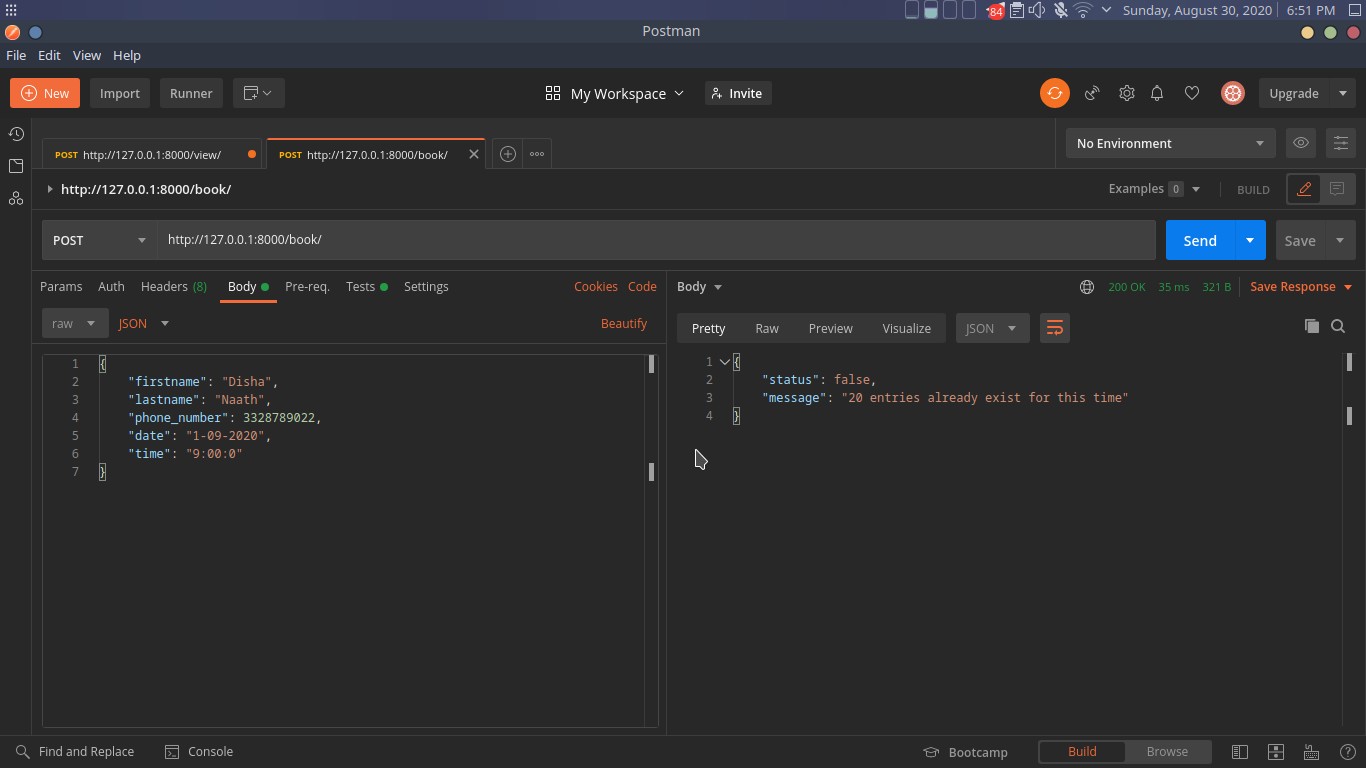 84 Sunday, August 30, 2020 6:51 PM
Postman
File Edit View Help
New Import Runner My Workspace Invite Upgrade
POST http://127.0.0.1:8000/view/ POST http://127.0.0.1:8000/book/ No Environment
http://127.0.0.1:8000/book/ Examples 0 BUILD
POST http://127.0.0.1:8000/book/ Send Save
Params Auth Headers (8) Body Pre-req. Tests Settings Cookies Code
raw JSON Beautify
1 {
2 "firstname": "Disha",
3 "lastname": "Naath",
4 "phone_number": 3328789022,
5 "date": "1-09-2020",
6 "time": "9:00:0"
7 }
Body 200 OK 35 ms 321 B Save Response
Pretty Raw Preview Visualize JSON
1 {
2 "status": false,
3 "message": "20 entries already exist for this time"
4 }
Find and Replace Console Bootcamp Build Browse